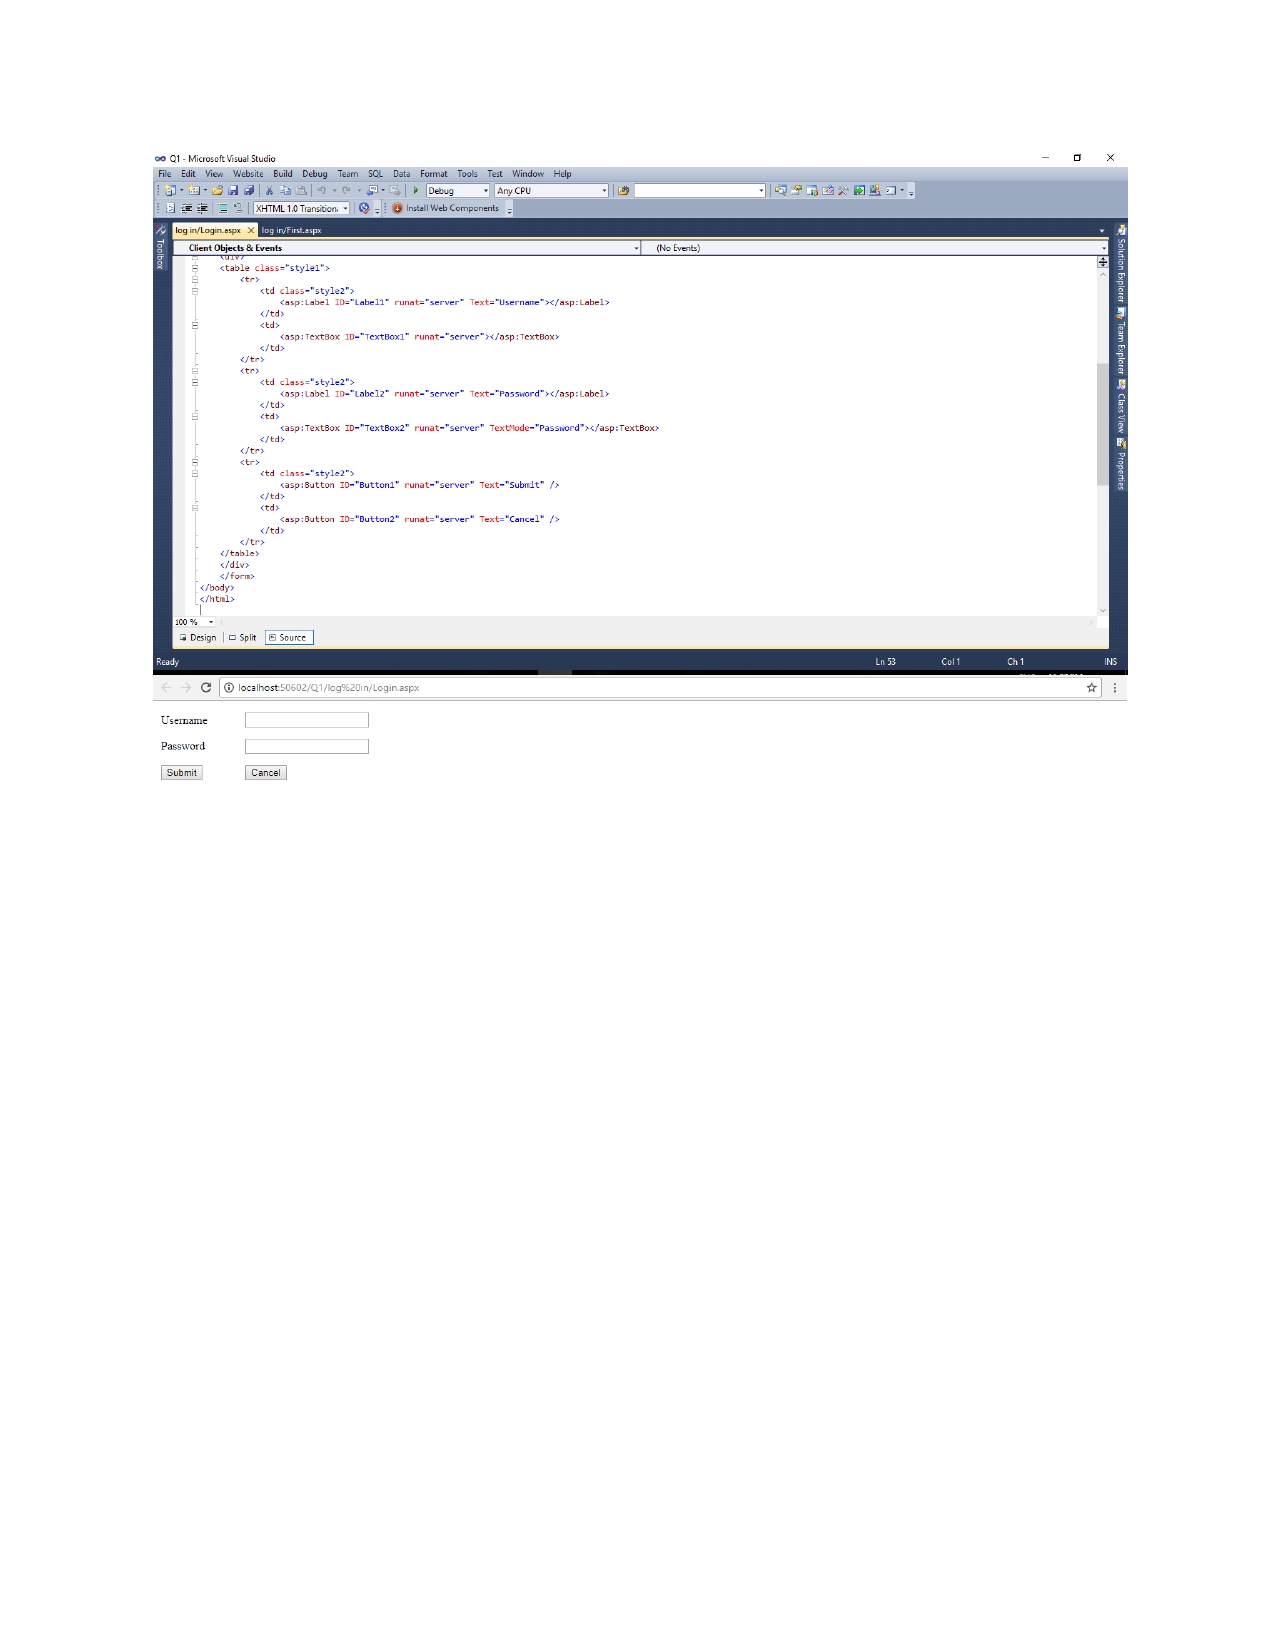 Q1 - Microsoft Visual Studio
File Edit View Website Build Debug Team SQL Data Format Tools Test Window Help
Debug Any CPU
XHTML 1.0 Transition. Install Web Components
log in/Login.aspx log in/First.aspx
Toolbox
Solution Explorer
Team Explorer
Class View
Properties
Client Objects & Events (No Events)
<div>
<table class="style1">
<tr>
<td class="style2">
<asp:Label ID="Label1" runat="server" Text="Username"></asp:Label>
</td>
<td>
<asp:TextBox ID="TextBox1" runat="server"></asp:TextBox>
</td>
</tr>
<tr>
<td class="style2">
<asp:Label ID="Label2" runat="server" Text="Password"></asp:Label>
</td>
<td>
<asp:TextBox ID="TextBox2" runat="server" TextMode="Password"></asp:TextBox>
</td>
</tr>
<tr>
<td class="style2">
<asp:Button ID="Button1" runat="server" Text="Submit" />
</td>
<td>
<asp:Button ID="Button2" runat="server" Text="Cancel" />
</td>
</tr>
</table>
</div>
</form>
</body>
</html>
100 %
Design Split Source
Ready Ln 53 Col 1 Ch 1 INS
localhost:50602/Q1/log%20in/Login.aspx
Username
Password
Submit Cancel